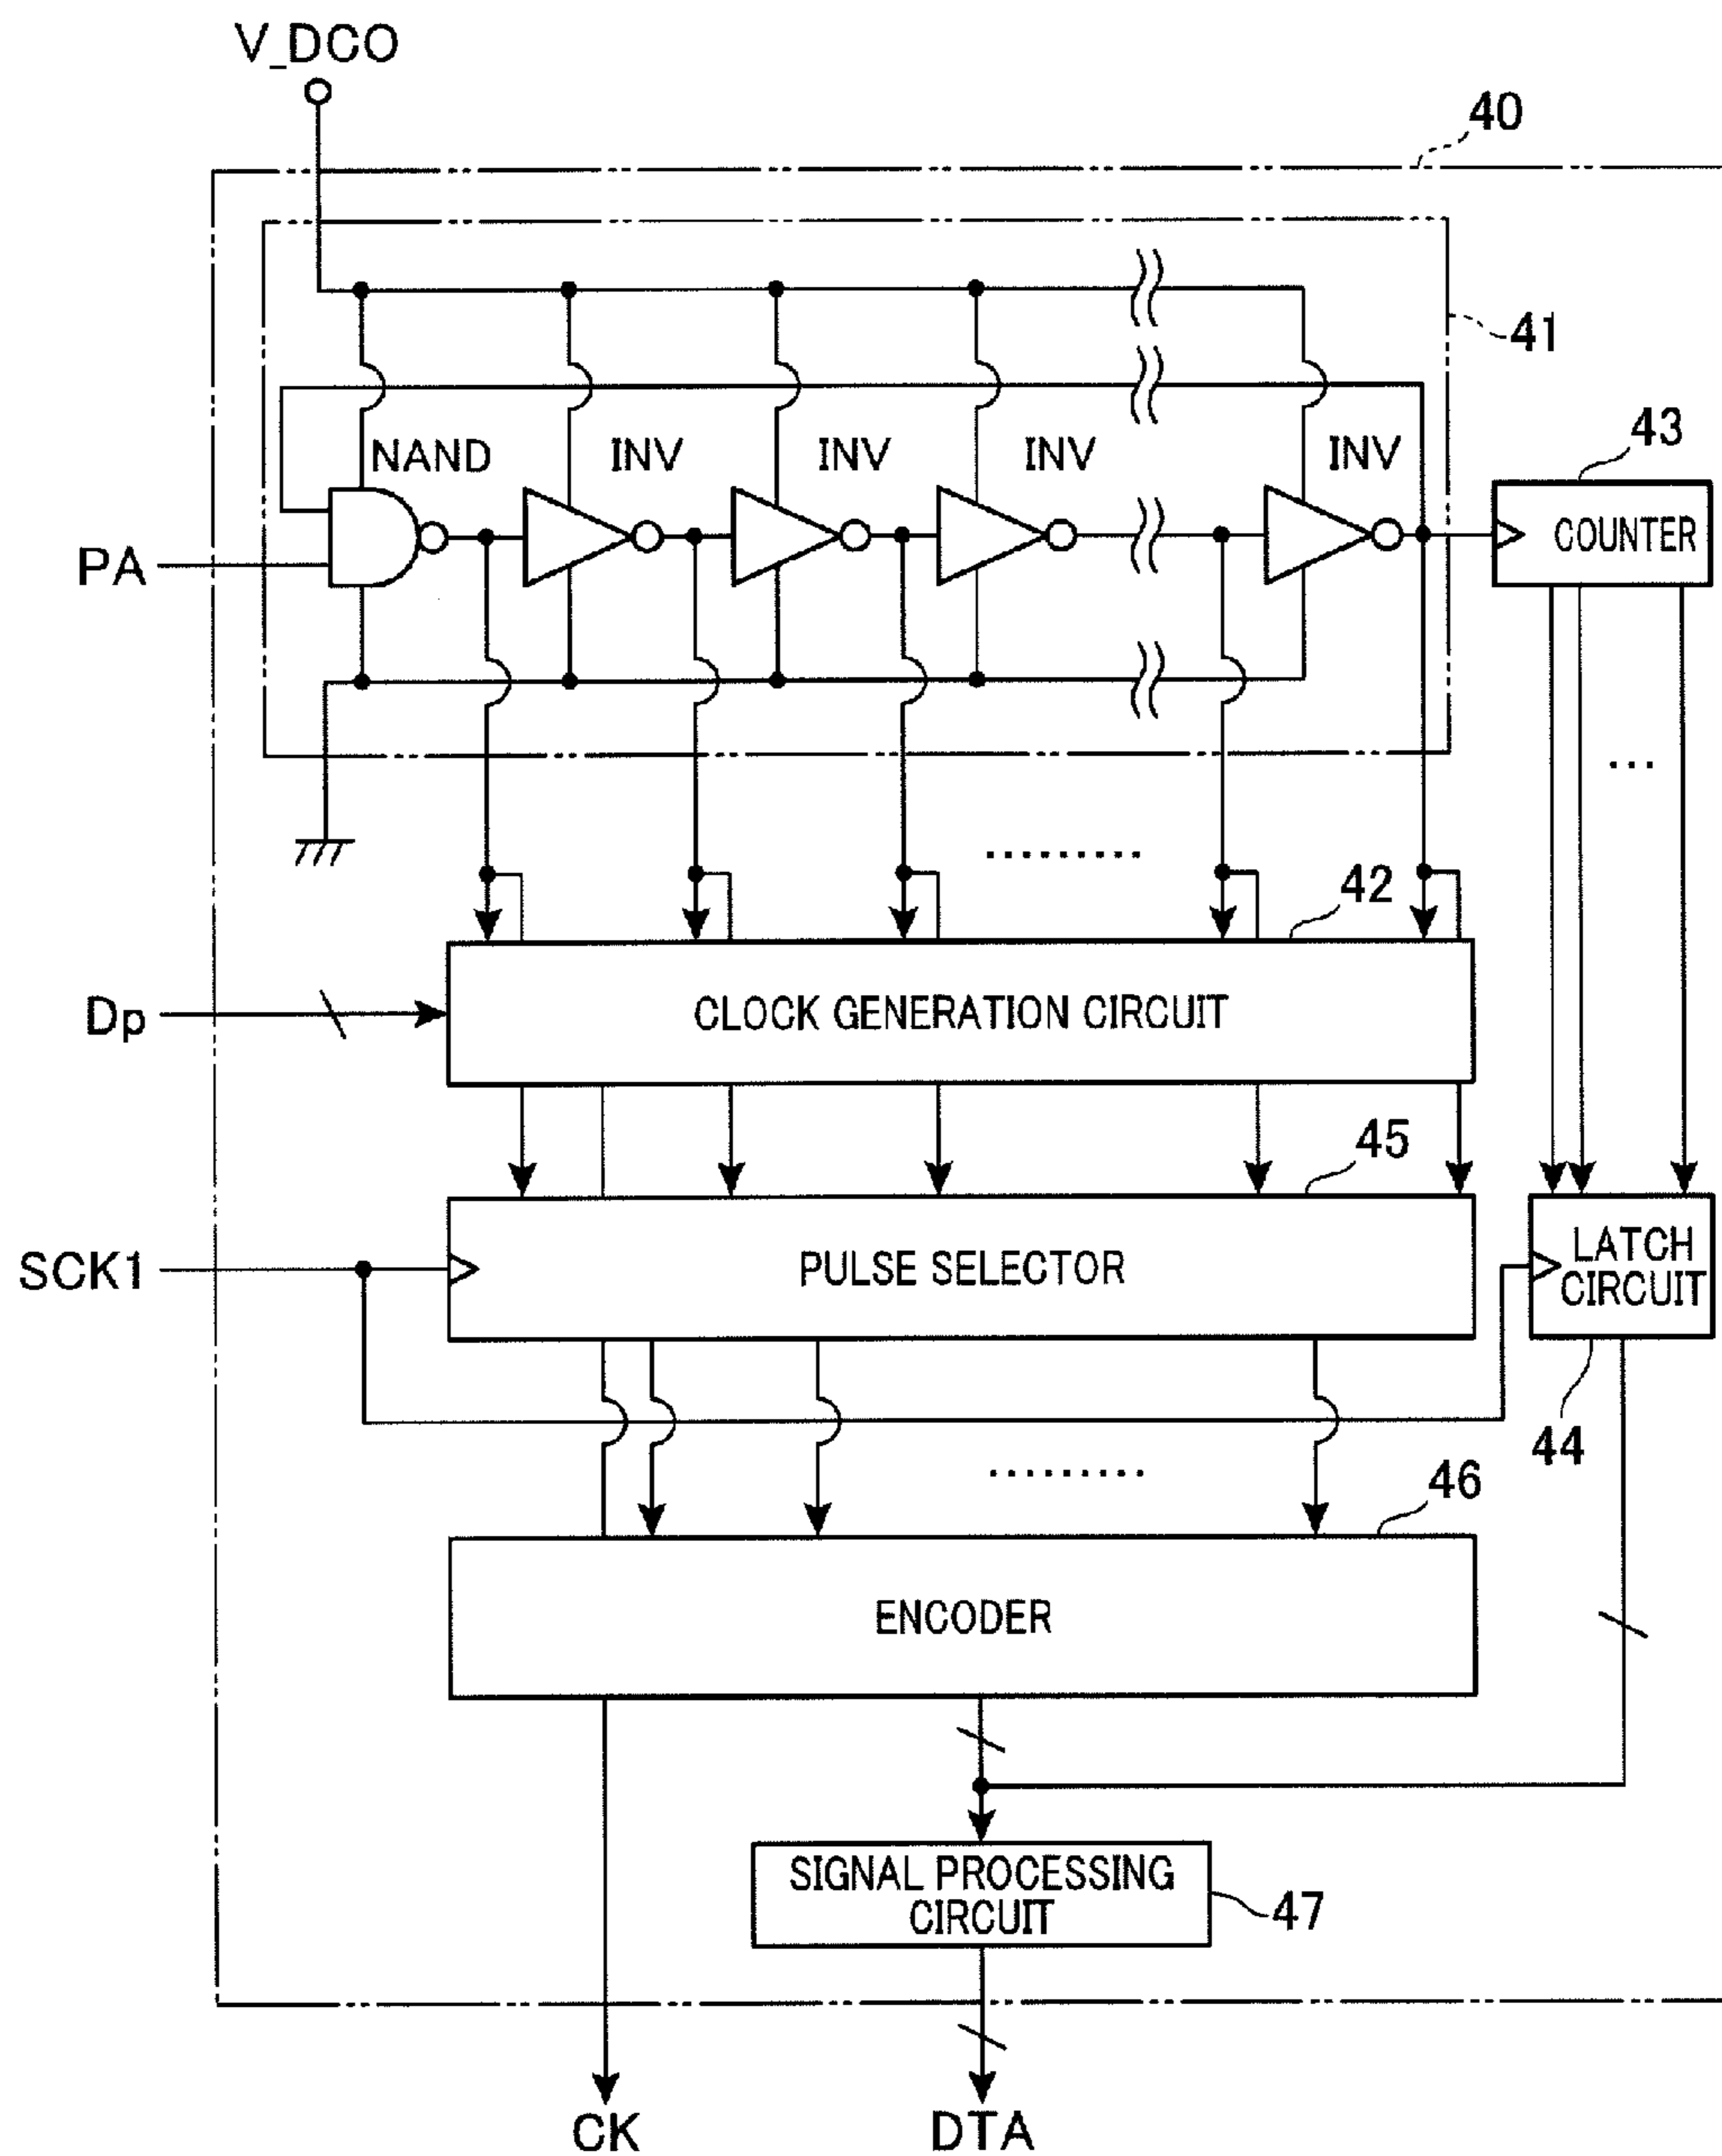 V_DCO
40
41
NAND
INV
INV
INV
INV
43
COUNTER
PA
...
.........
42
Dp
CLOCK GENERATION CIRCUIT
45
SCK1
PULSE SELECTOR
LATCH
CIRCUIT
44
.........
46
ENCODER
SIGNAL PROCESSING
CIRCUIT
47
CK
DTA